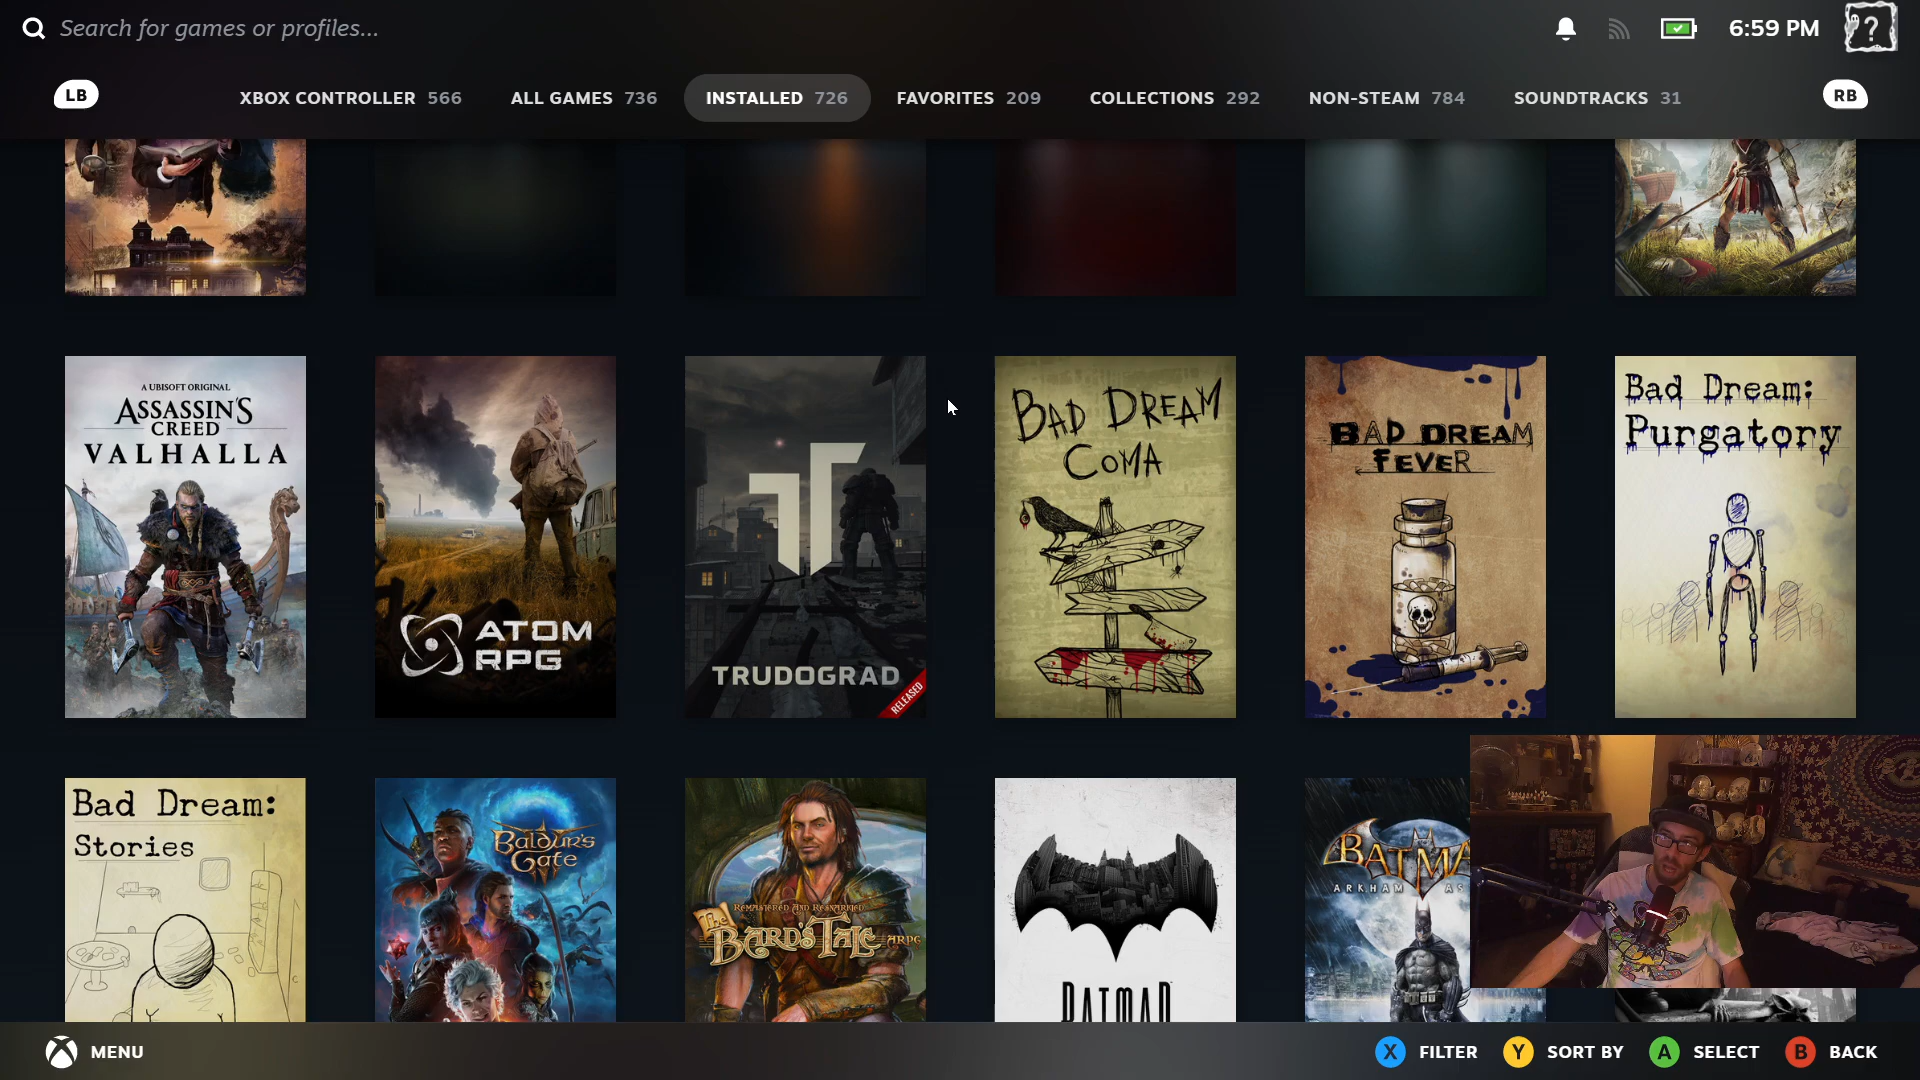 Search for games or profiles...
6:59 PM
?
LB
XBOX CONTROLLER 566
ALL GAMES 736
INSTALLED 726
FAVORITES 209
COLLECTIONS 292
NON-STEAM 784
SOUNDTRACKS 31
RB
A UBISOFT ORIGINAL
ASSASSIN'S
CREED
VALHALLA
ATOM
RPG
TRUDOGRAD
RELEASED
BAD DREAM
COMA
BAD DREAM
FEVER
Bad Dream:
Purgatory
Bad Dream:
Stories
BALDUR'S
GATE
REMASTERED AND RESNARKLED
The
BARD'S TALE ARPG
BATMAN
BATMA
ARKHAM AS
MENU
X FILTER
Y SORT BY
A SELECT
B BACK